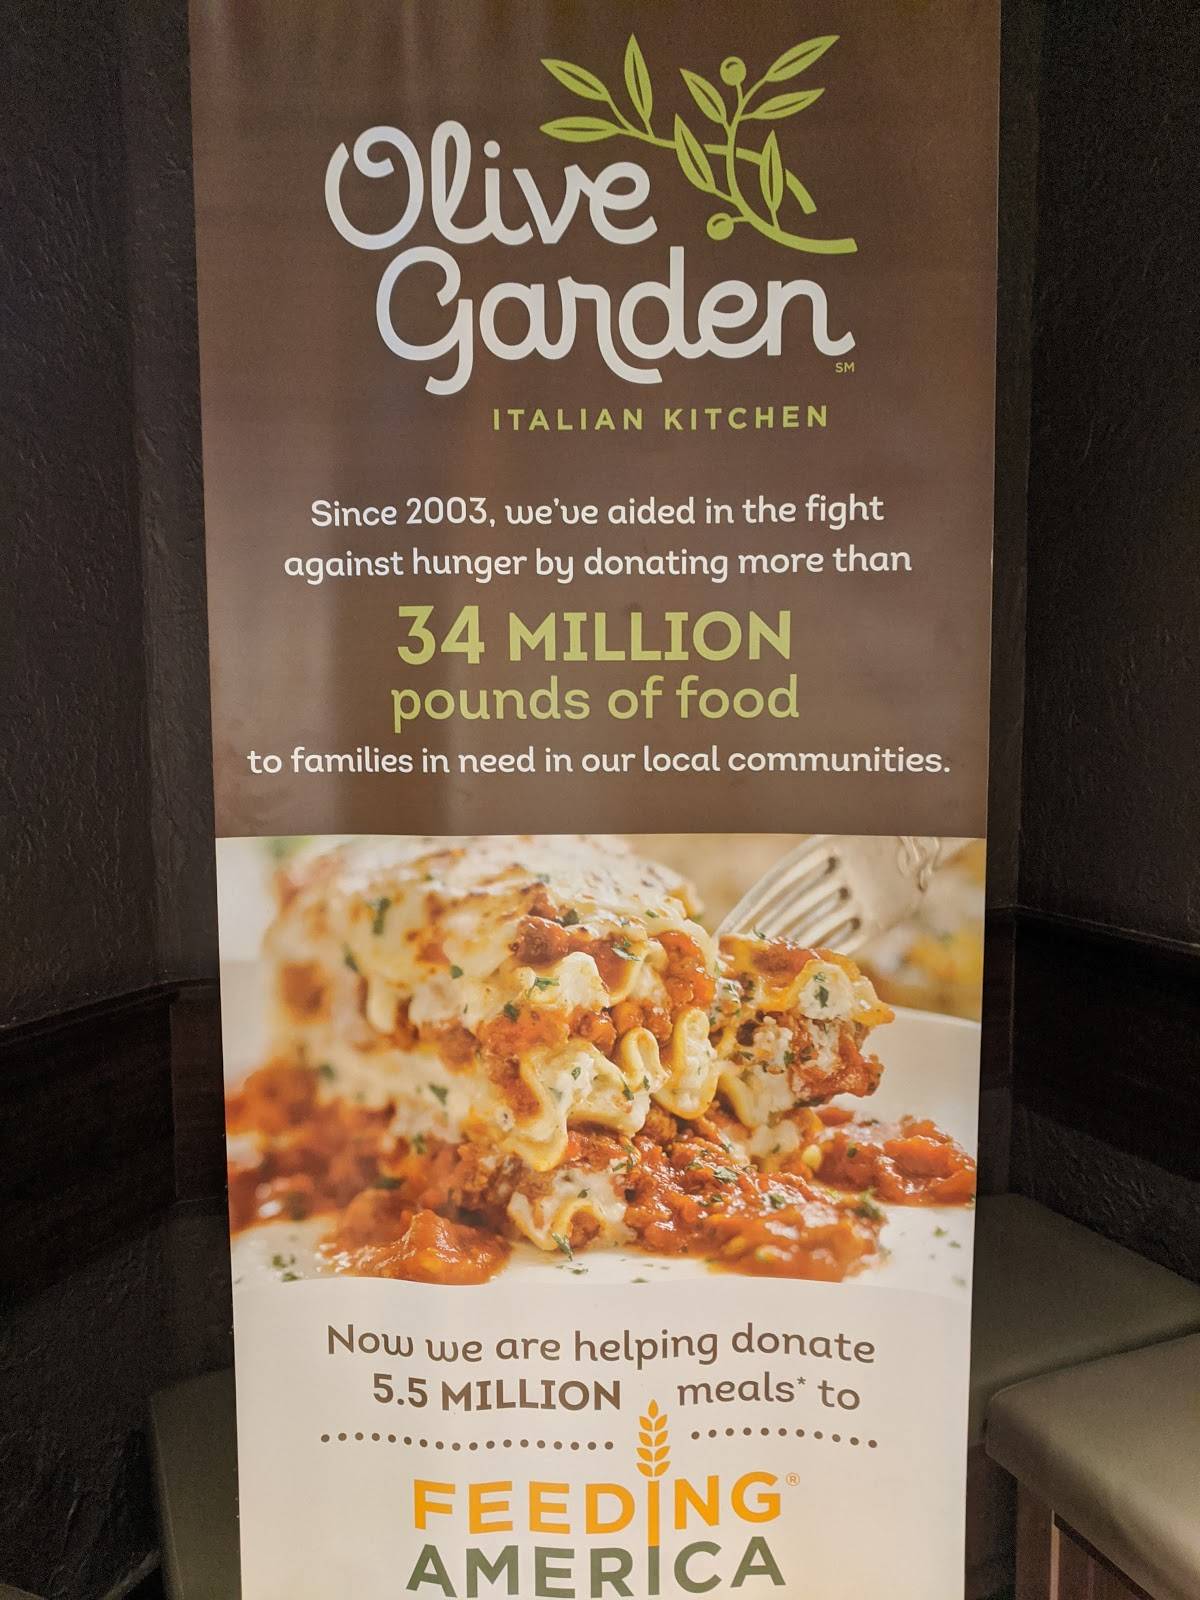 Olive
Garden
SM
ITALIAN KITCHEN
Since 2003, we've aided in the fight
against hunger by donating more than
34 MILLION
pounds of food
to families in need in our local communities.
Now we are helping donate
5.5 MILLION meals* to
FEEDING®
AMERICA